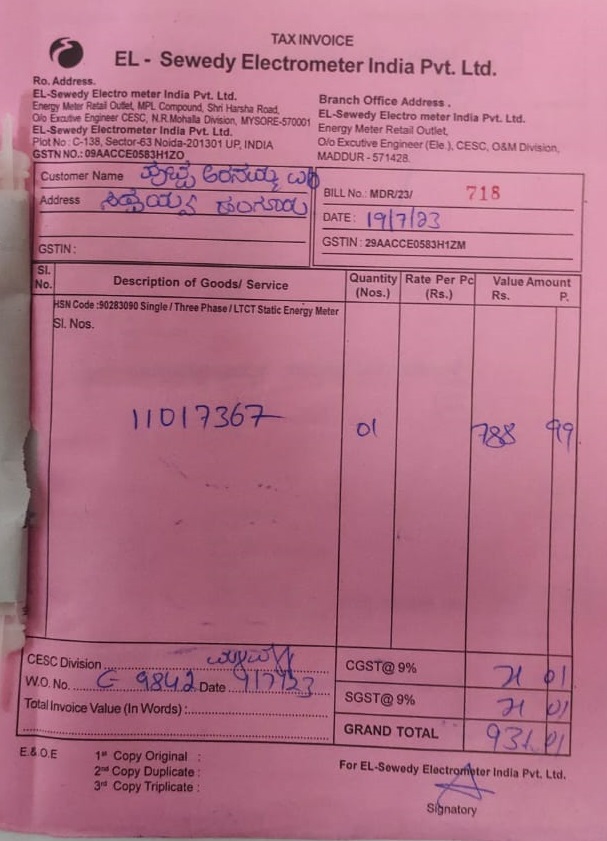 TAX INVOICE
EL - Sewedy Electrometer India Pvt. Ltd.
Ro. Address.
EL-Sewedy Electro meter India Pvt. Ltd.
Energy Meter Retail Outlet, MPL Compound, Shri Harsha Road,
O/o Excutive Engineer CESC, N.R.Mohalla Division, MYSORE-570001
EL-Sewedy Electrometer India Pvt. Ltd.
Plot No : C-138, Sector-63 Noida-201301 UP, INDIA
GSTN NO.: 09AACCE0583H1ZO
Branch Office Address .
EL-Sewedy Electro meter India Pvt. Ltd.
Energy Meter Retail Outlet,
O/o Excutive Engineer (Ele.), CESC, O&M Division,
MADDUR - 571428.
Customer Name
Address
GSTIN :
BILL No.: MDR/23/ 718
DATE : 19/7/23
GSTIN : 29AACCE0583H1ZM
Sl. No. Description of Goods/ Service Quantity (Nos.) Rate Per Pc (Rs.) Value Amount Rs. P.
HSN Code :90283090 Single / Three Phase / LTCT Static Energy Meter
Sl. Nos.
11017367 01 788 99
CESC Division
W.O. No. G 9842 Date 9/7/23
Total Invoice Value (In Words) :
CGST@ 9% 71 01
SGST@ 9% 71 01
GRAND TOTAL 931 01
E & O.E
1st Copy Original :
2nd Copy Duplicate :
3rd Copy Triplicate :
For EL-Sewedy Electrometer India Pvt. Ltd.
Signatory